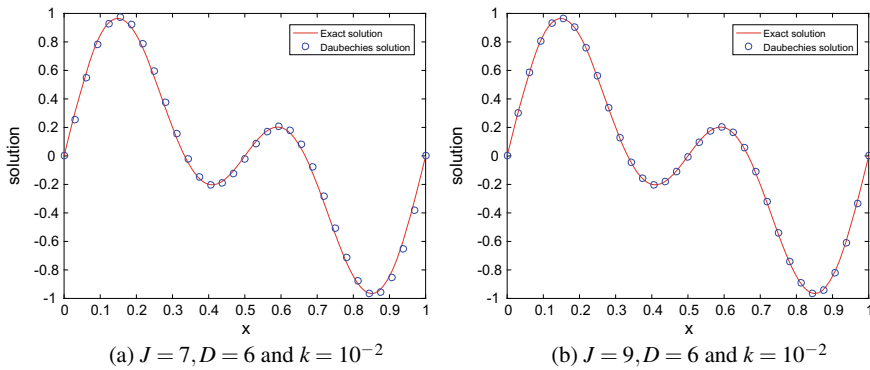 1
0.8
0.6
0.4
0.2
0
-0.2
-0.4
-0.6
-0.8
-1
solution
Exact solution
Daubechies solution
0 0.1 0.2 0.3 0.4 0.5 0.6 0.7 0.8 0.9 1
x
(a) J = 7, D = 6 and k = 10⁻²
1
0.8
0.6
0.4
0.2
0
-0.2
-0.4
-0.6
-0.8
-1
solution
Exact solution
Daubechies solution
0 0.1 0.2 0.3 0.4 0.5 0.6 0.7 0.8 0.9 1
x
(b) J = 9, D = 6 and k = 10⁻²